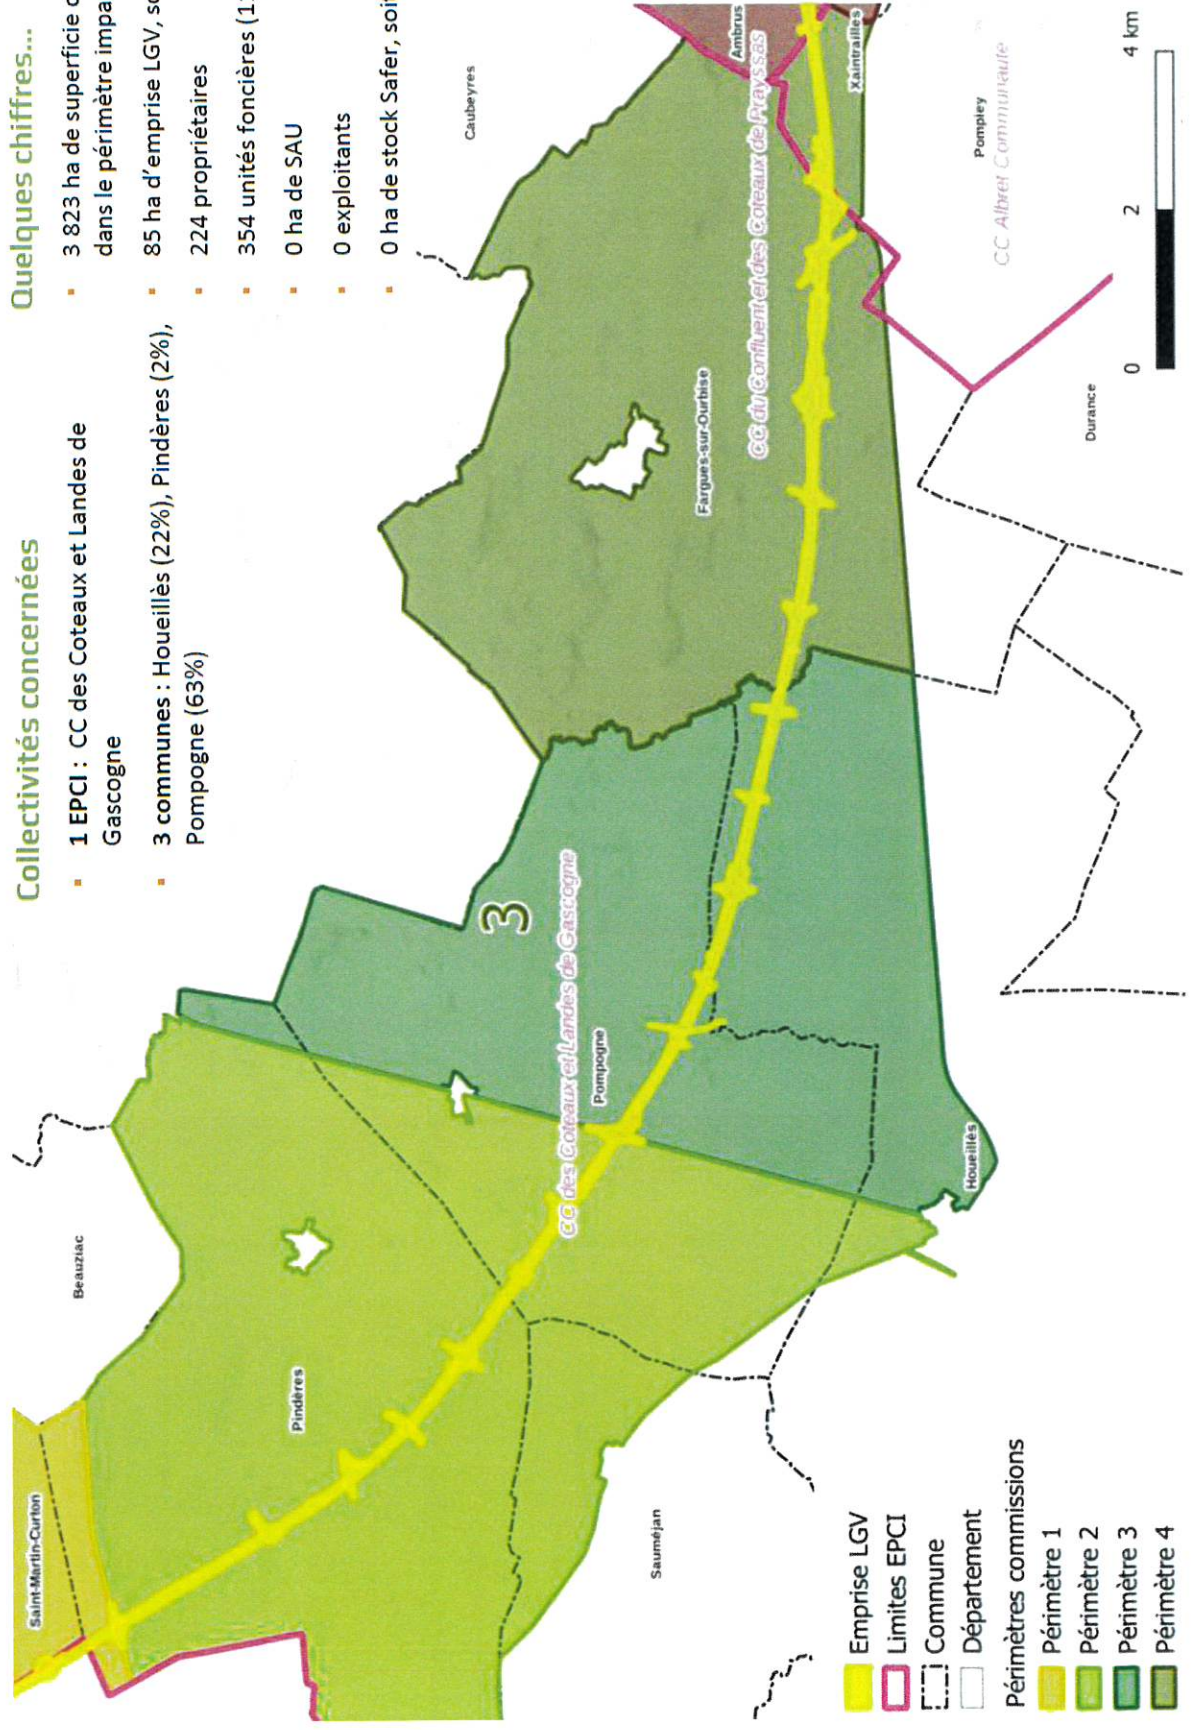 Collectivités concernées
1 EPCI : CC des Coteaux et Landes de
Gascogne
3 communes : Houeillès (22%), Pindères (2%),
Pompogne (63%)
Quelques chiffres...
3 823 ha de superficie
dans le périmètre
85 ha d'emprise LGV,
224 propriétaires
354 unités foncières
0 ha de SAU
0 exploitants
0 ha de stock Safer,
Saint-Martin-Curton
Beauziac
Pindères
Sauméjan
3
CC des Coteaux et Landes de Gascogne
Pompogne
Houeillès
Caubeyres
Fargues-sur-Ourbise
CC du Confluent et des Coteaux de Prayssas
Ambrus
Xaintrailles
Pompiey
CC Albret Communauté
Durance
0
2
4 km
Emprise LGV
Limites EPCI
Commune
Département
Périmètres commissions
Périmètre 1
Périmètre 2
Périmètre 3
Périmètre 4